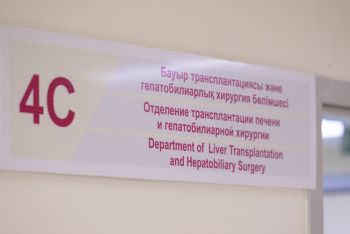 4C
Бауыр трансплантациясы және
гепатобилиарлық хирургия бөлімшесі
Отделение трансплантации печени
и гепатобилиарной хирургии
Department of Liver Transplantation
and Hepatobiliary Surgery